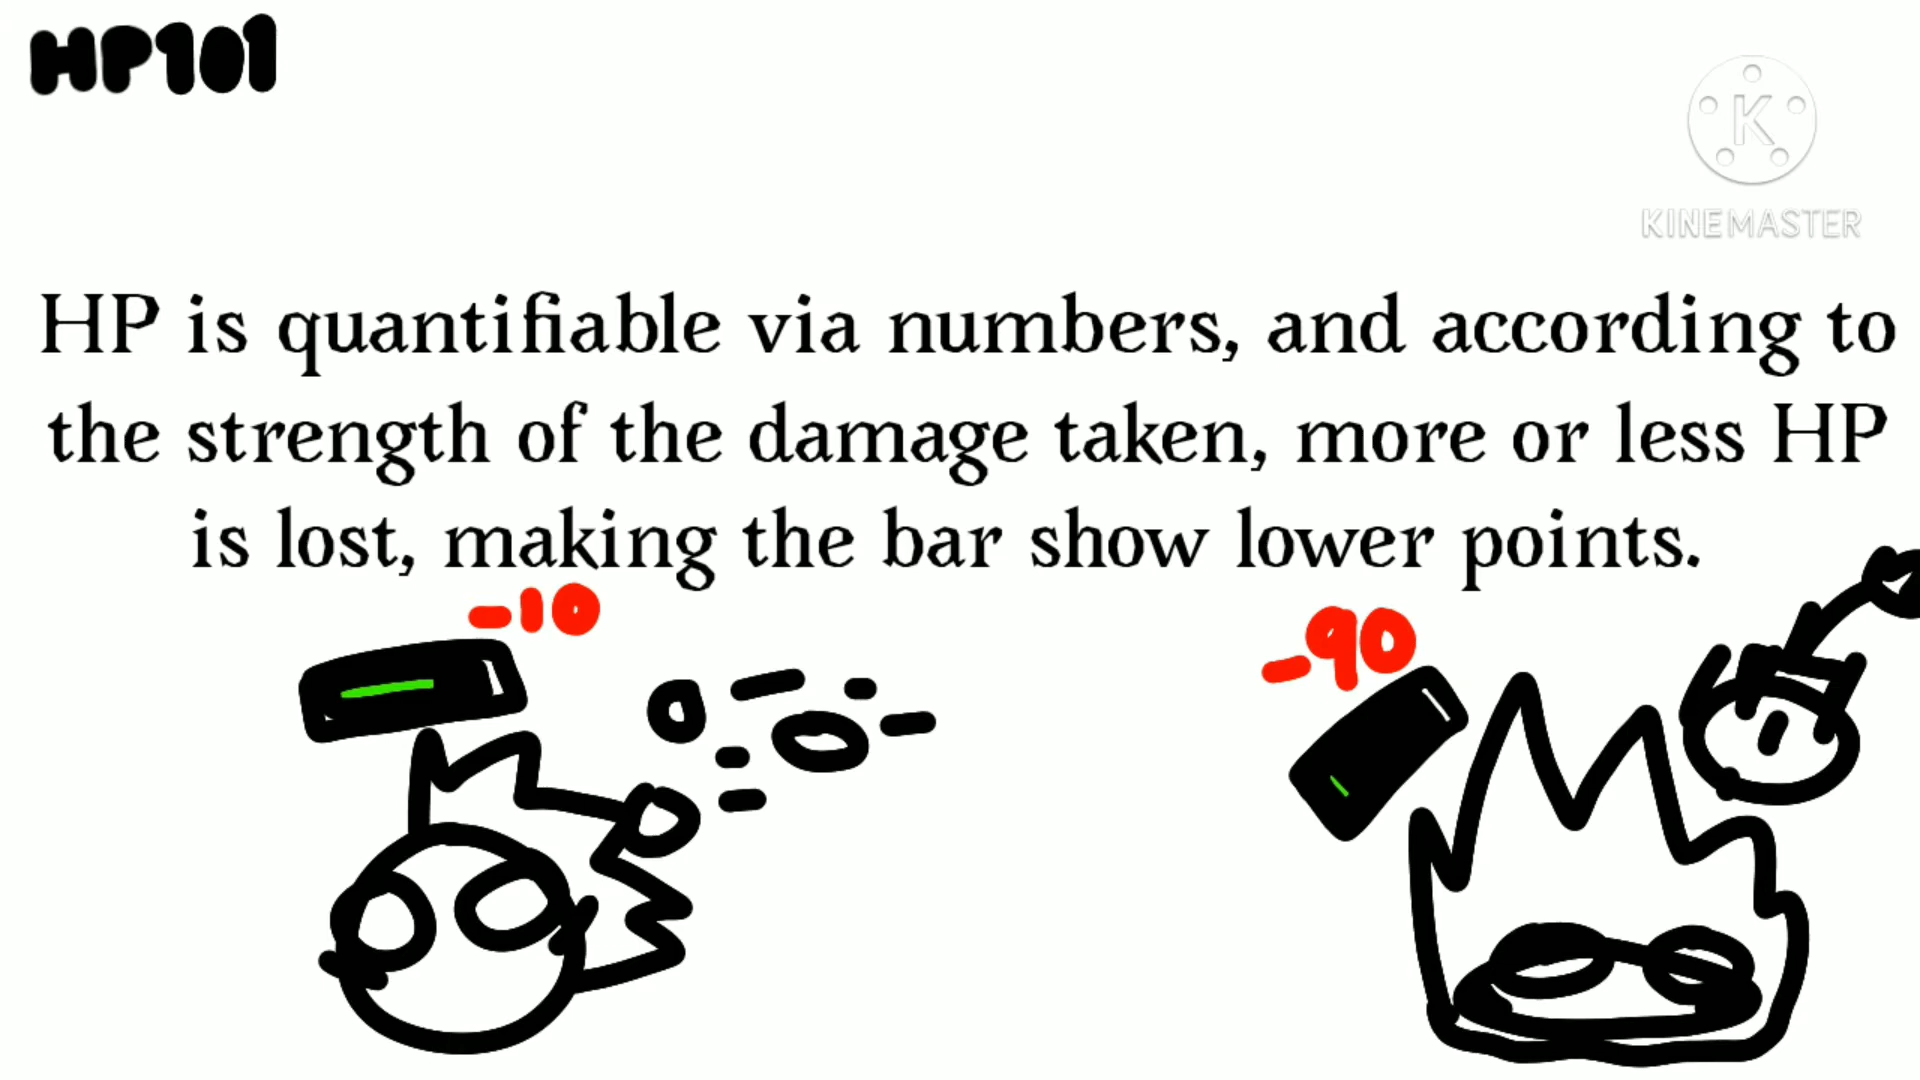 HP101
K
KINEMASTER
HP is quantifiable via numbers, and according to
the strength of the damage taken, more or less HP
is lost, making the bar show lower points.
-10
-90